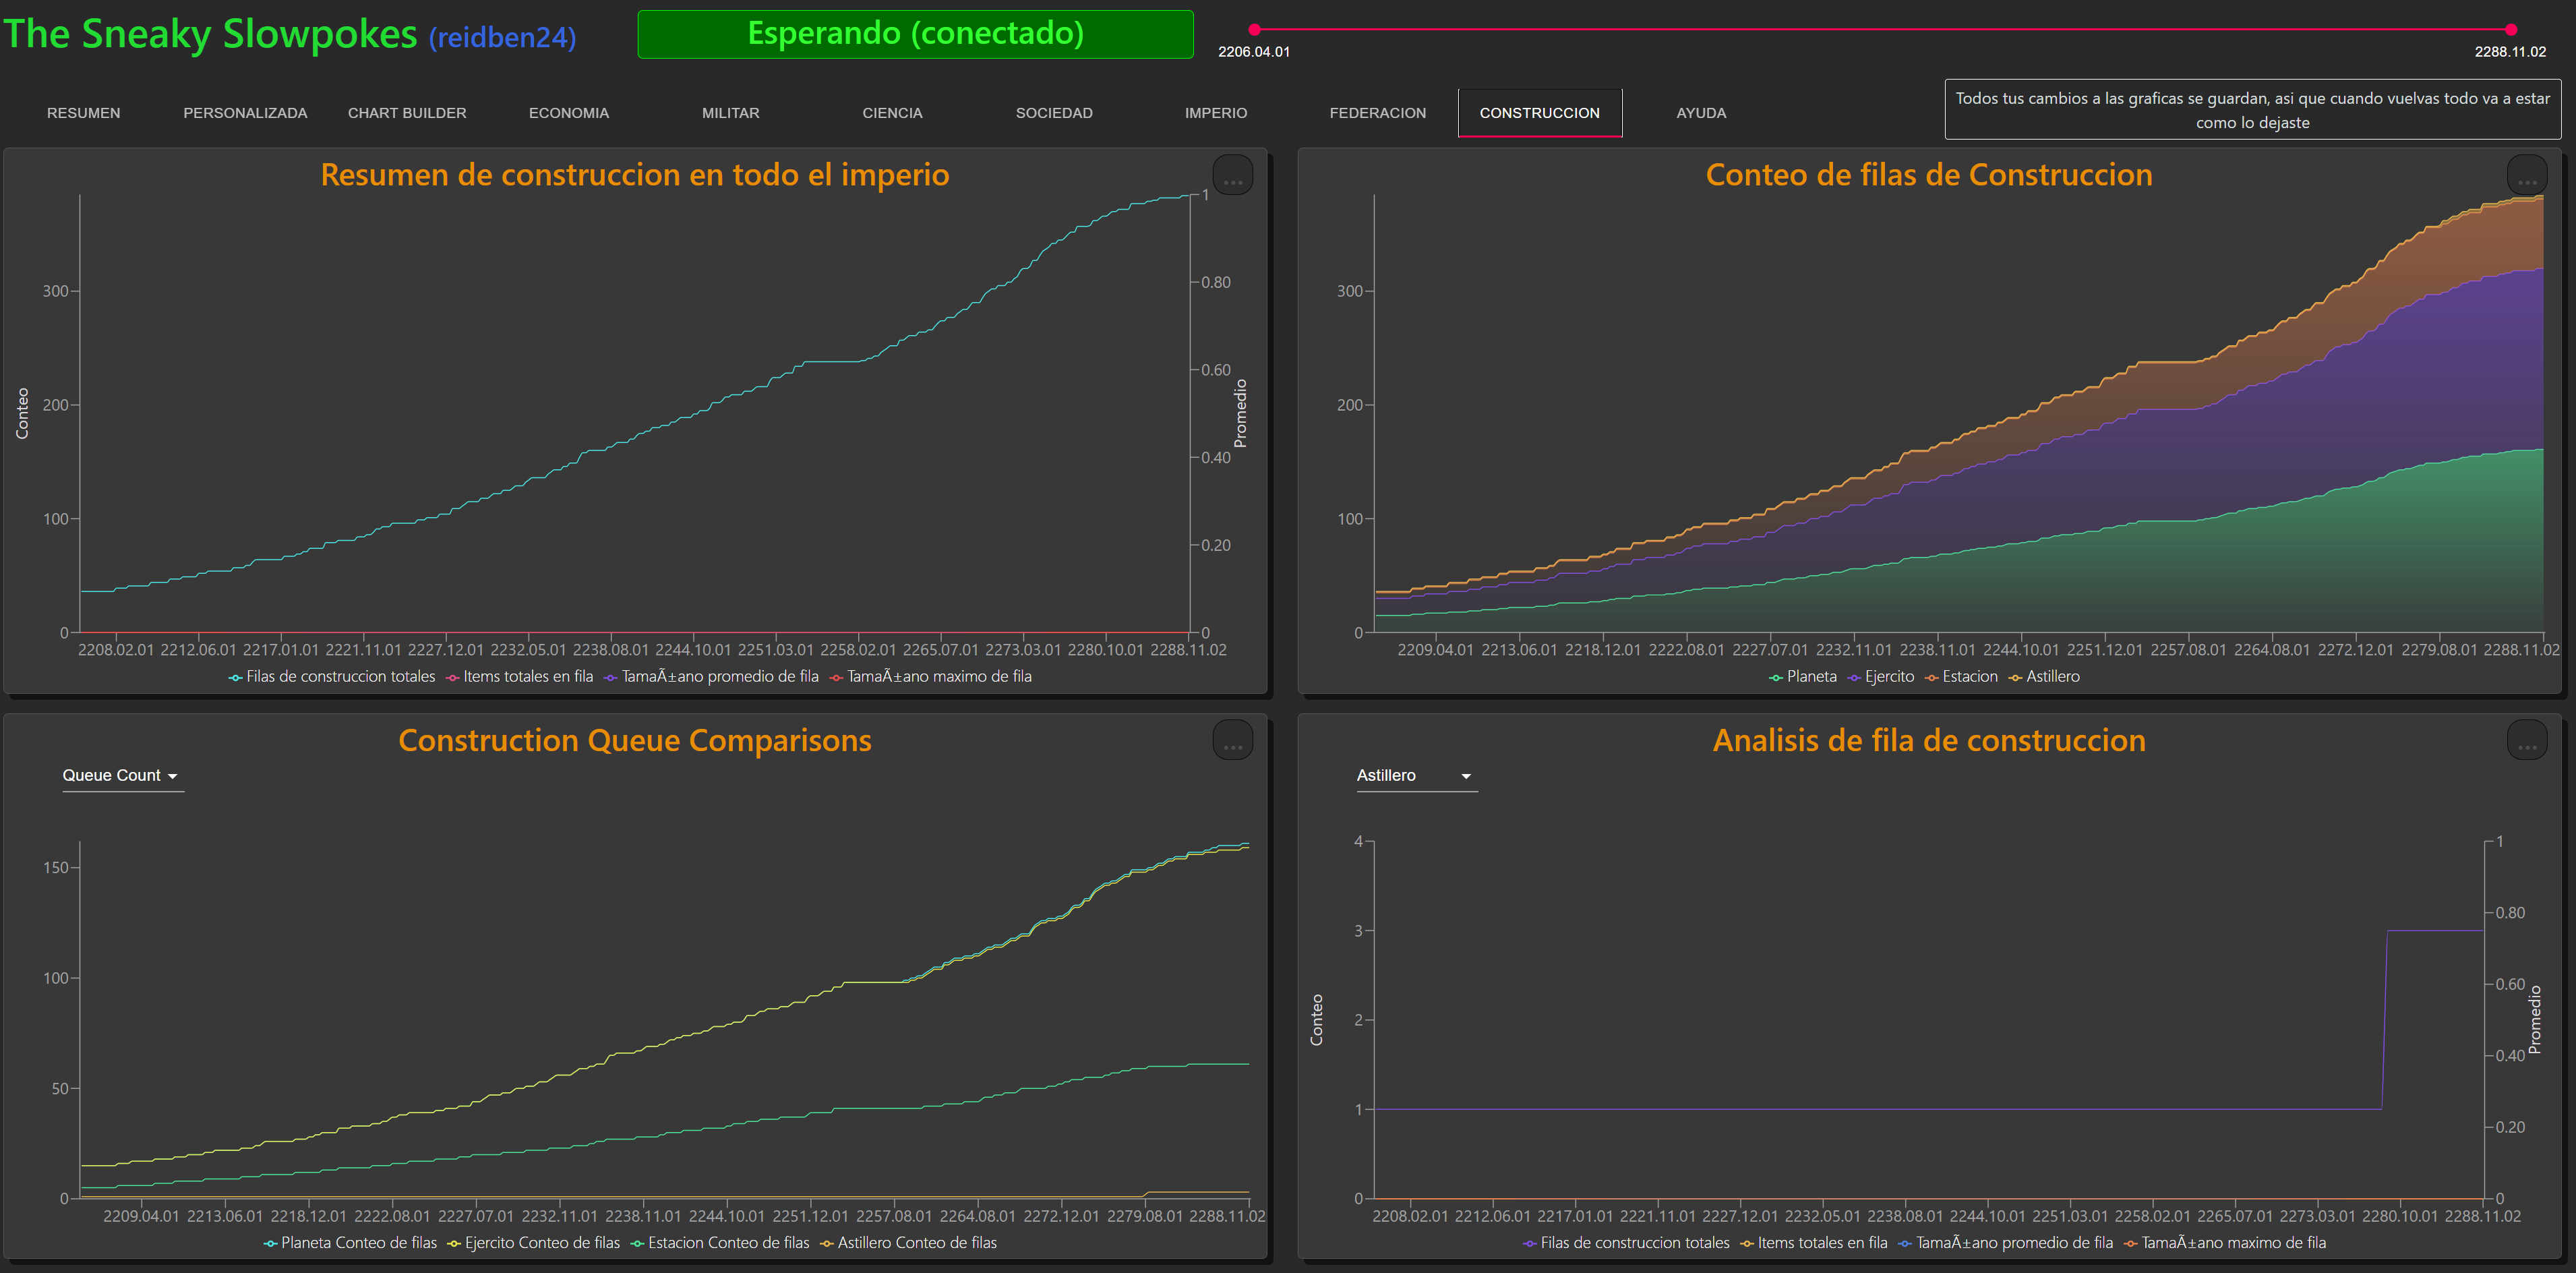 The Sneaky Slowpokes (reidben24)
Esperando (conectado)
2206.04.01 2288.11.02
RESUMEN PERSONALIZADA CHART BUILDER ECONOMIA MILITAR CIENCIA SOCIEDAD IMPERIO FEDERACION CONSTRUCCION AYUDA
Todos tus cambios a las graficas se guardan, asi que cuando vuelvas todo va a estar
como lo dejaste
Resumen de construccion en todo el imperio
...
300
200
100
0
Conteo
1
0.80
0.60
0.40
0.20
0
Promedio
2208.02.01 2212.06.01 2217.01.01 2221.11.01 2227.12.01 2232.05.01 2238.08.01 2244.10.01 2251.03.01 2258.02.01 2265.07.01 2273.03.01 2280.10.01 2288.11.02
Filas de construccion totales Items totales en fila TamaÃ±ano promedio de fila TamaÃ±ano maximo de fila
Conteo de filas de Construccion
...
300
200
100
0
2209.04.01 2213.06.01 2218.12.01 2222.08.01 2227.07.01 2232.11.01 2238.11.01 2244.10.01 2251.12.01 2257.08.01 2264.08.01 2272.12.01 2279.08.01 2288.11.02
Planeta Ejercito Estacion Astillero
Construction Queue Comparisons
...
Queue Count
150
100
50
0
2209.04.01 2213.06.01 2218.12.01 2222.08.01 2227.07.01 2232.11.01 2238.11.01 2244.10.01 2251.12.01 2257.08.01 2264.08.01 2272.12.01 2279.08.01 2288.11.02
Planeta Conteo de filas Ejercito Conteo de filas Estacion Conteo de filas Astillero Conteo de filas
Analisis de fila de construccion
...
Astillero
4
3
2
1
0
Conteo
1
0.80
0.60
0.40
0.20
0
Promedio
2208.02.01 2212.06.01 2217.01.01 2221.11.01 2227.12.01 2232.05.01 2238.08.01 2244.10.01 2251.03.01 2258.02.01 2265.07.01 2273.03.01 2280.10.01 2288.11.02
Filas de construccion totales Items totales en fila TamaÃ±ano promedio de fila TamaÃ±ano maximo de fila